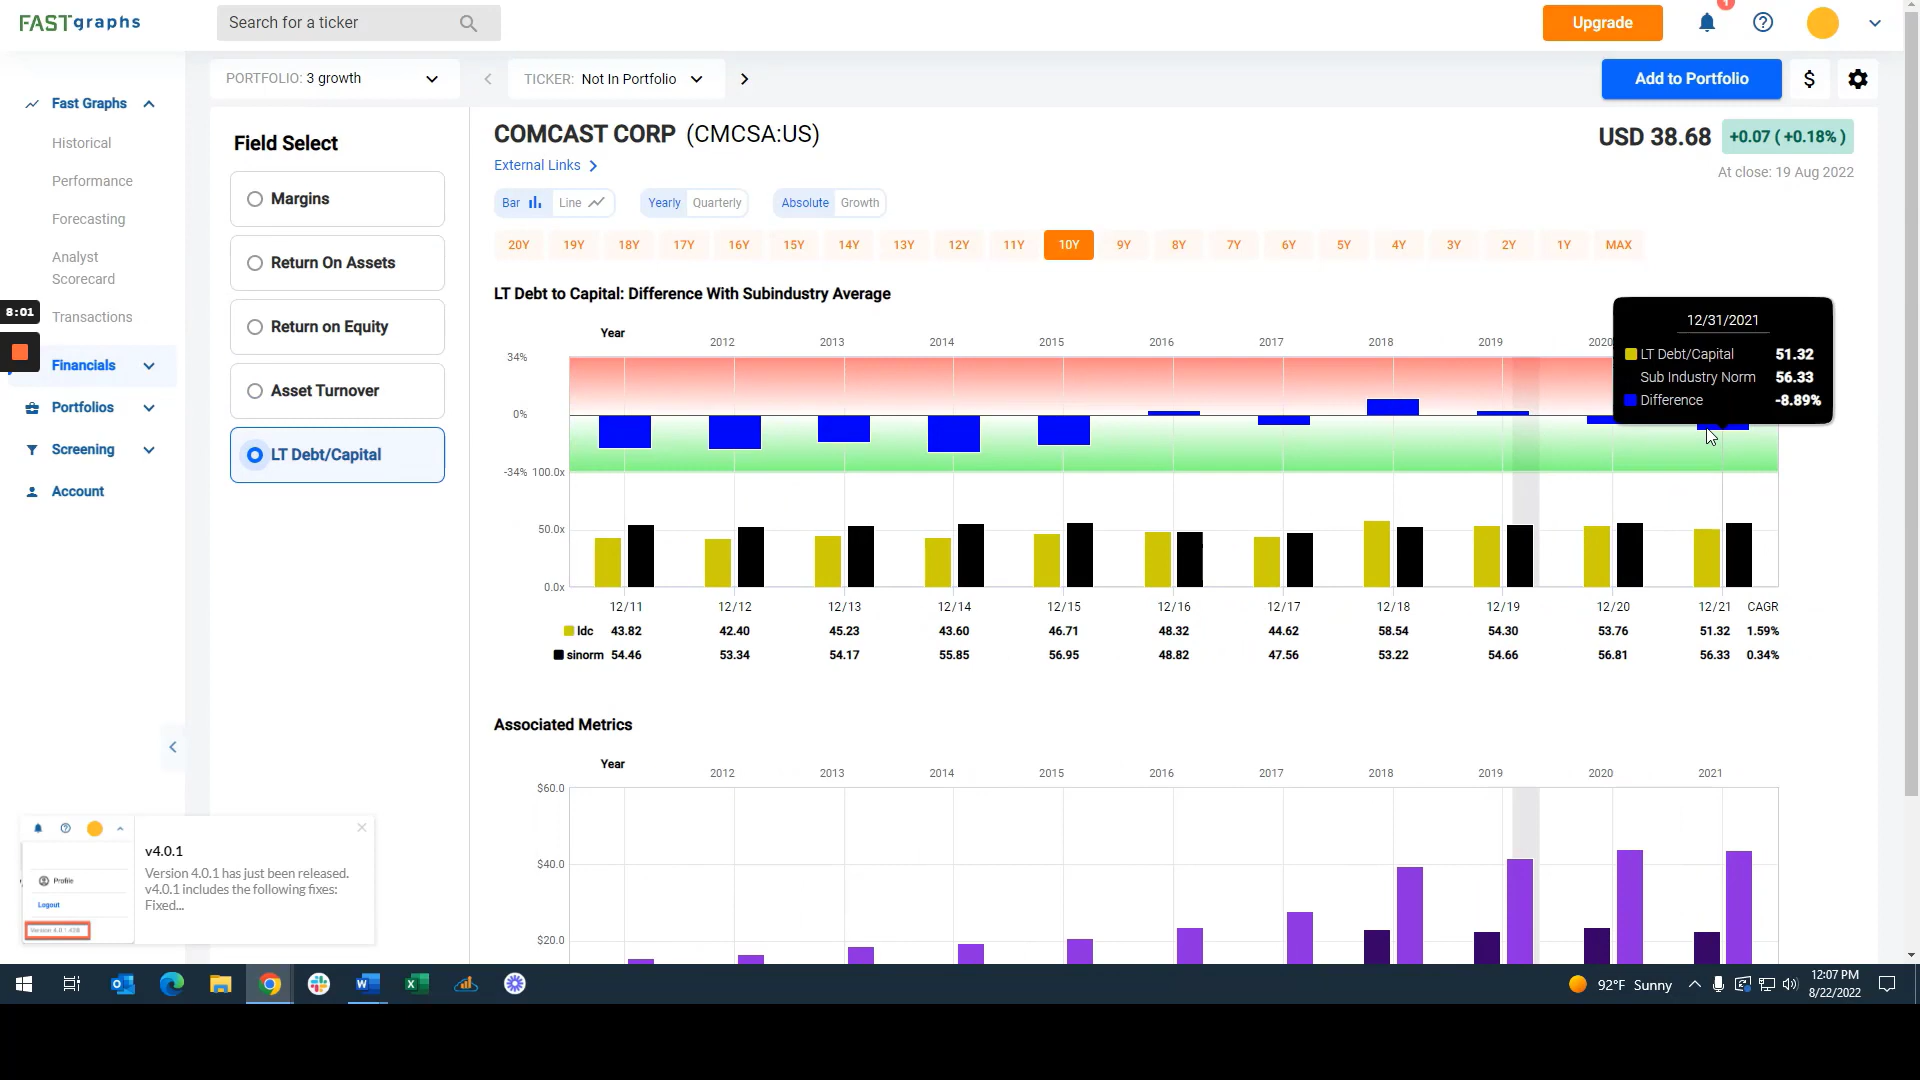 FASTgraphs
Search for a ticker
Upgrade
1
PORTFOLIO: 3 growth
TICKER: Not In Portfolio
Add to Portfolio
$
Fast Graphs
Historical
Performance
Forecasting
Analyst
Scorecard
Transactions
8:01
Financials
Portfolios
Screening
Account
Field Select
Margins
Return On Assets
Return on Equity
Asset Turnover
LT Debt/Capital
COMCAST CORP (CMCSA:US)
External Links
USD 38.68 +0.07 ( +0.18% )
At close: 19 Aug 2022
Bar Line Yearly Quarterly Absolute Growth
20Y 19Y 18Y 17Y 16Y 15Y 14Y 13Y 12Y 11Y 10Y 9Y 8Y 7Y 6Y 5Y 4Y 3Y 2Y 1Y MAX
LT Debt to Capital: Difference With Subindustry Average
Year
2012 2013 2014 2015 2016 2017 2018 2019 2020
34%
0%
-34% 100.0x
50.0x
0.0x
12/31/2021
LT Debt/Capital 51.32
Sub Industry Norm 56.33
Difference -8.89%
12/11 12/12 12/13 12/14 12/15 12/16 12/17 12/18 12/19 12/20 12/21 CAGR
ldc 43.82 42.40 45.23 43.60 46.71 48.32 44.62 58.54 54.30 53.76 51.32 1.59%
sinorm 54.46 53.34 54.17 55.85 56.95 48.82 47.56 53.22 54.66 56.81 56.33 0.34%
Associated Metrics
Year
2012 2013 2014 2015 2016 2017 2018 2019 2020 2021
$60.0
$40.0
$20.0
Profile
Logout
v4.0.1
Version 4.0.1 has just been released.
v4.0.1 includes the following fixes:
Fixed...
92°F Sunny
12:07 PM
8/22/2022